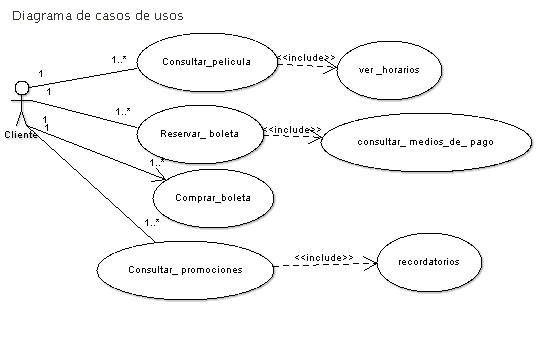 Diagrama de casos de usos
Consultar_pelicula
<<include>>
ver _horarios
1
1..*
Cliente
1
1..*
Reservar_ boleta
<<include>>
consultar_ medios_de_ pago
1
1
1..*
Comprar_boleta
1..*
Consultar_ promociones
<<include>>
recordatorios